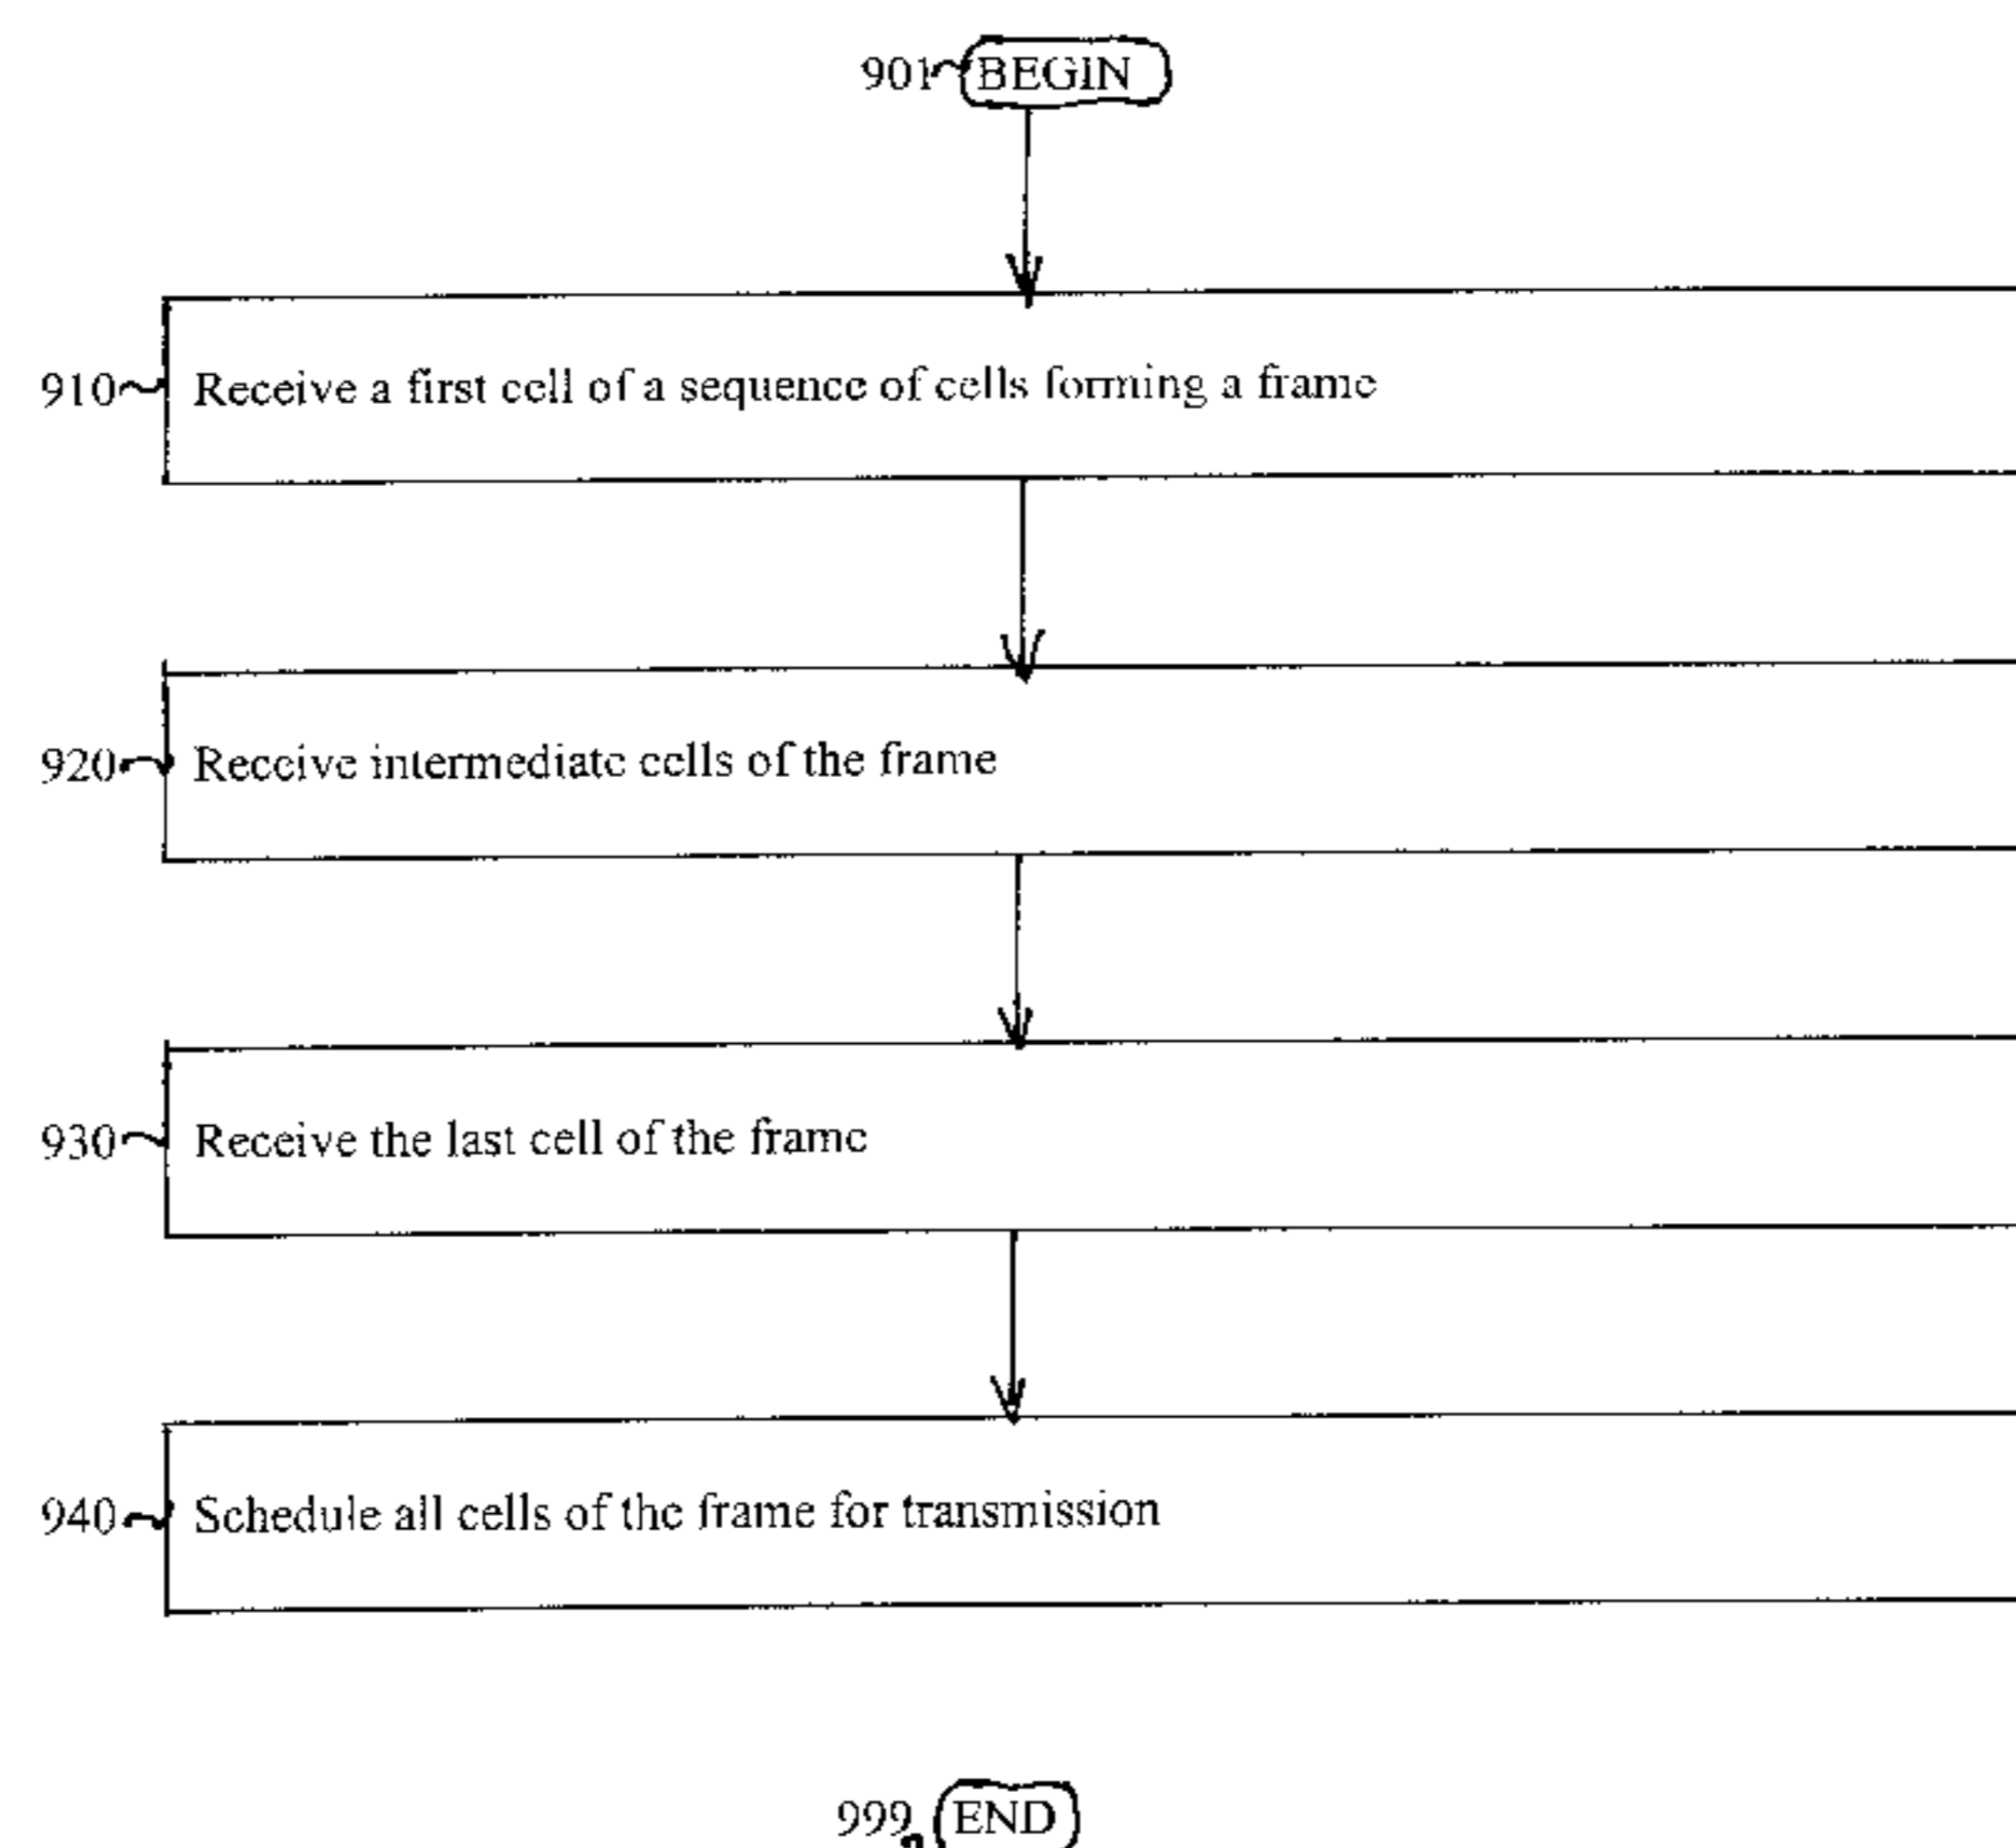 901 BEGIN
910 Receive a first cell of a sequence of cells forming a frame
920 Receive intermediate cells of the frame
930 Receive the last cell of the frame
940 Schedule all cells of the frame for transmission
999 END